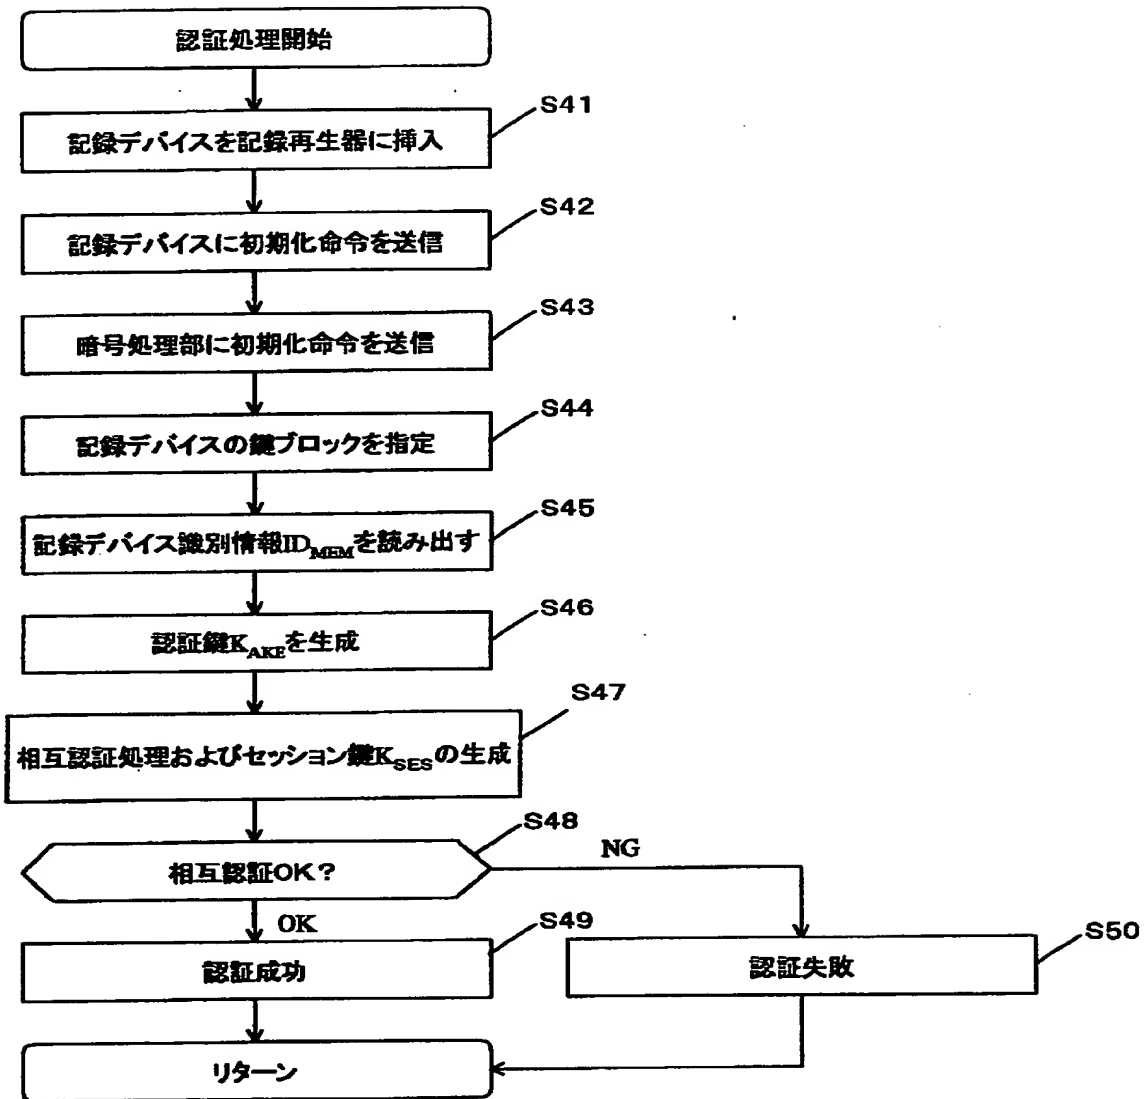 認証処理開始
S41
記録デバイスを記録再生器に挿入
S42
記録デバイスに初期化命令を送信
S43
暗号処理部に初期化命令を送信
S44
記録デバイスの鍵ブロックを指定
S45
記録デバイス識別情報ID_MEMを読み出す
S46
認証鍵K_AKEを生成
S47
相互認証処理およびセッション鍵K_SESの生成
S48
相互認証OK?
NG
OK
S49
認証成功
S50
認証失敗
リターン